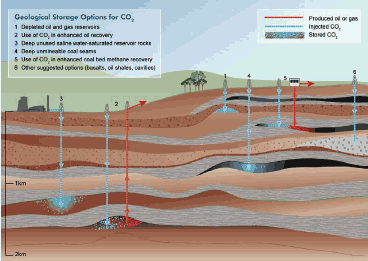 Geological Storage Options for CO2
1 Depleted oil and gas reservoirs
2 Use of CO2 in enhanced oil recovery
3 Deep unused saline water-saturated reservoir rocks
4 Deep unmineable coal seams
5 Use of CO2 in enhanced coal bed methane recovery
6 Other suggested options (basalts, oil shales, cavities)
Produced oil or gas
Injected CO2
Stored CO2
1 4 5 6
3 2
1km
2km